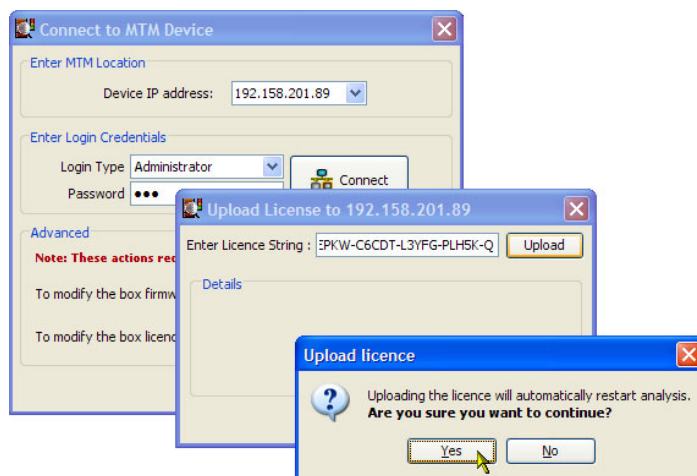 Connect to MTM Device
Enter MTM Location
Device IP address: 192.158.201.89
Enter Login Credentials
Login Type Administrator
Connect
Password
Upload License to 192.158.201.89
Advanced
Enter Licence String : EPKW-C6CDT-L3YFG-PLH5K-Q Upload
Note: These actions
Details
To modify the box
To modify the box
Upload licence
Uploading the licence will automatically restart analysis.
Are you sure you want to continue?
Yes No